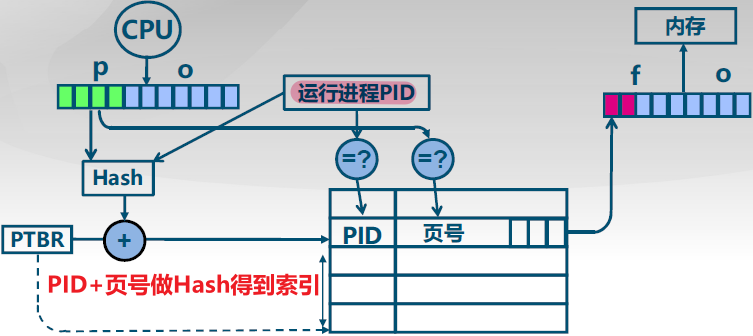 CPU
内存
p
o
f
o
运行进程PID
=?
=?
Hash
PTBR
+
PID
页号
PID+页号做Hash得到索引